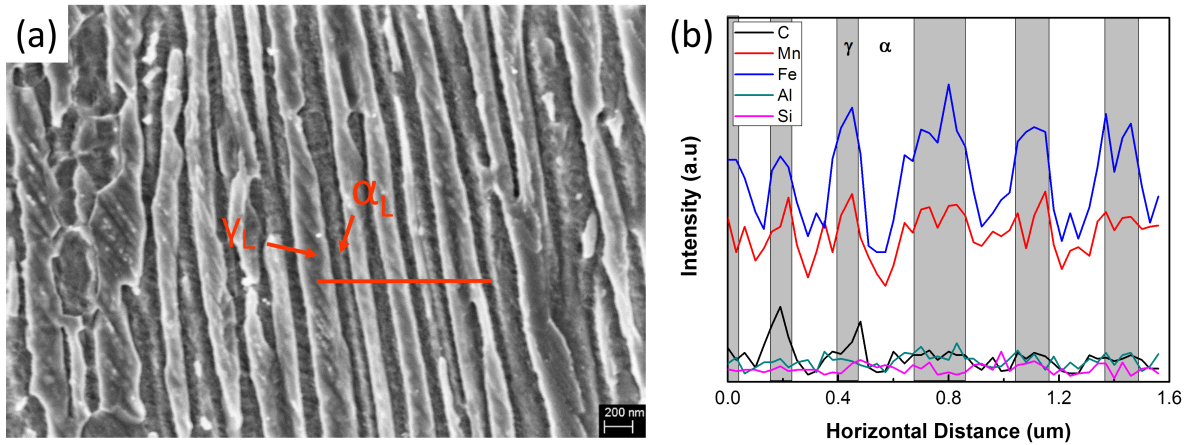 (a)
γL
αL
200 nm
(b)
C
Mn
Fe
Al
Si
γ
α
Intensity (a.u)
0.0 0.4 0.8 1.2 1.6
Horizontal Distance (um)